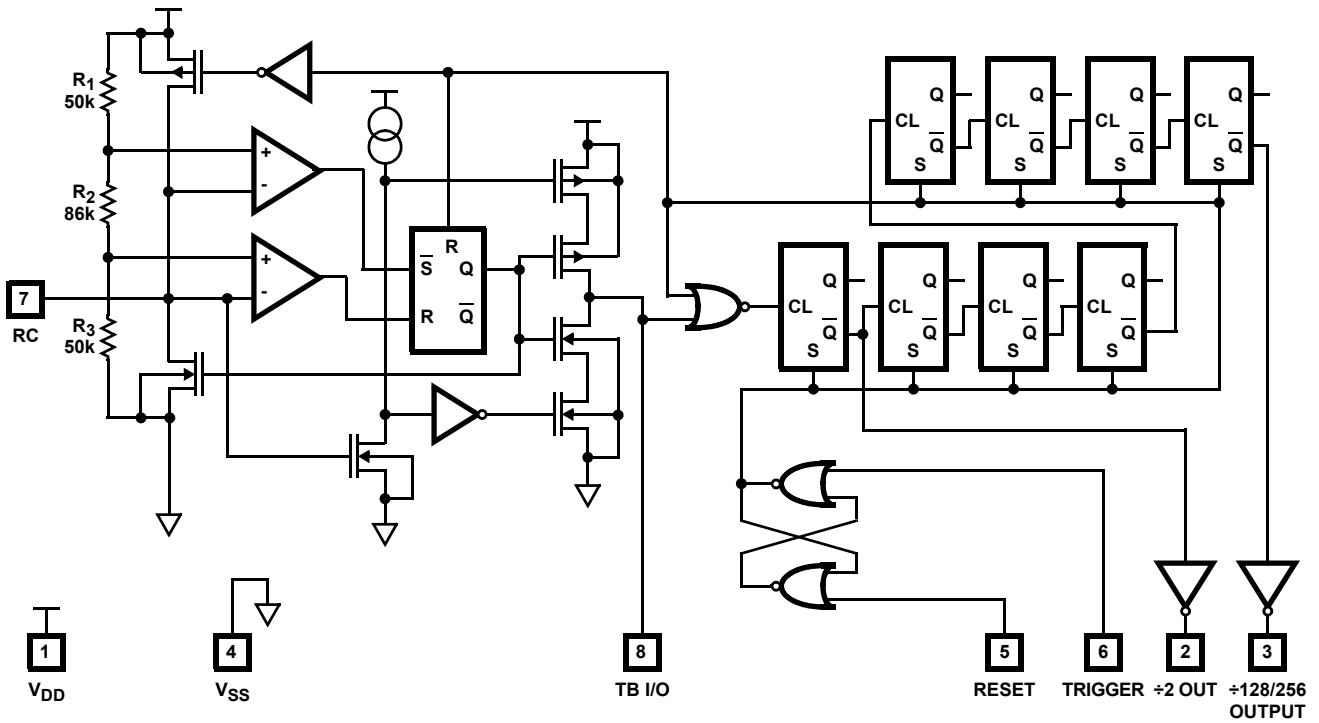 R1
50k
R2
86k
R3
50k
7
RC
+
-
+
-
R
S̅
Q
R
Q̅
Q
CL
Q̅
S
Q
CL
Q̅
S
Q
CL
Q̅
S
Q
CL
Q̅
S
Q
CL
Q̅
S
Q
CL
Q̅
S
Q
CL
Q̅
S
Q
CL
Q̅
S
1
VDD
4
VSS
8
TB I/O
5
RESET
6
TRIGGER
2
÷2 OUT
3
÷128/256
OUTPUT